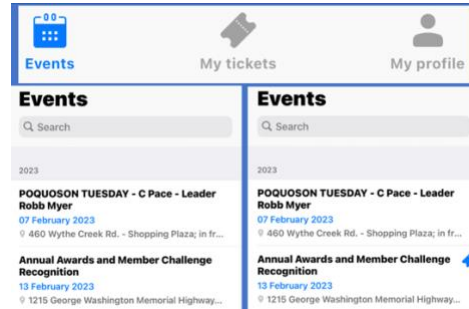 00
Events
My tickets
My profile
Events
Search
2023
POQUOSON TUESDAY - C Pace - Leader
Robb Myer
07 February 2023
460 Wythe Creek Rd. - Shopping Plaza; in fr...
Annual Awards and Member Challenge
Recognition
13 February 2023
1215 George Washington Memorial Highway...
Events
Search
2023
POQUOSON TUESDAY - C Pace - Leader
Robb Myer
07 February 2023
460 Wythe Creek Rd. - Shopping Plaza; in fr...
Annual Awards and Member Challenge
Recognition
13 February 2023
1215 George Washington Memorial Highway...